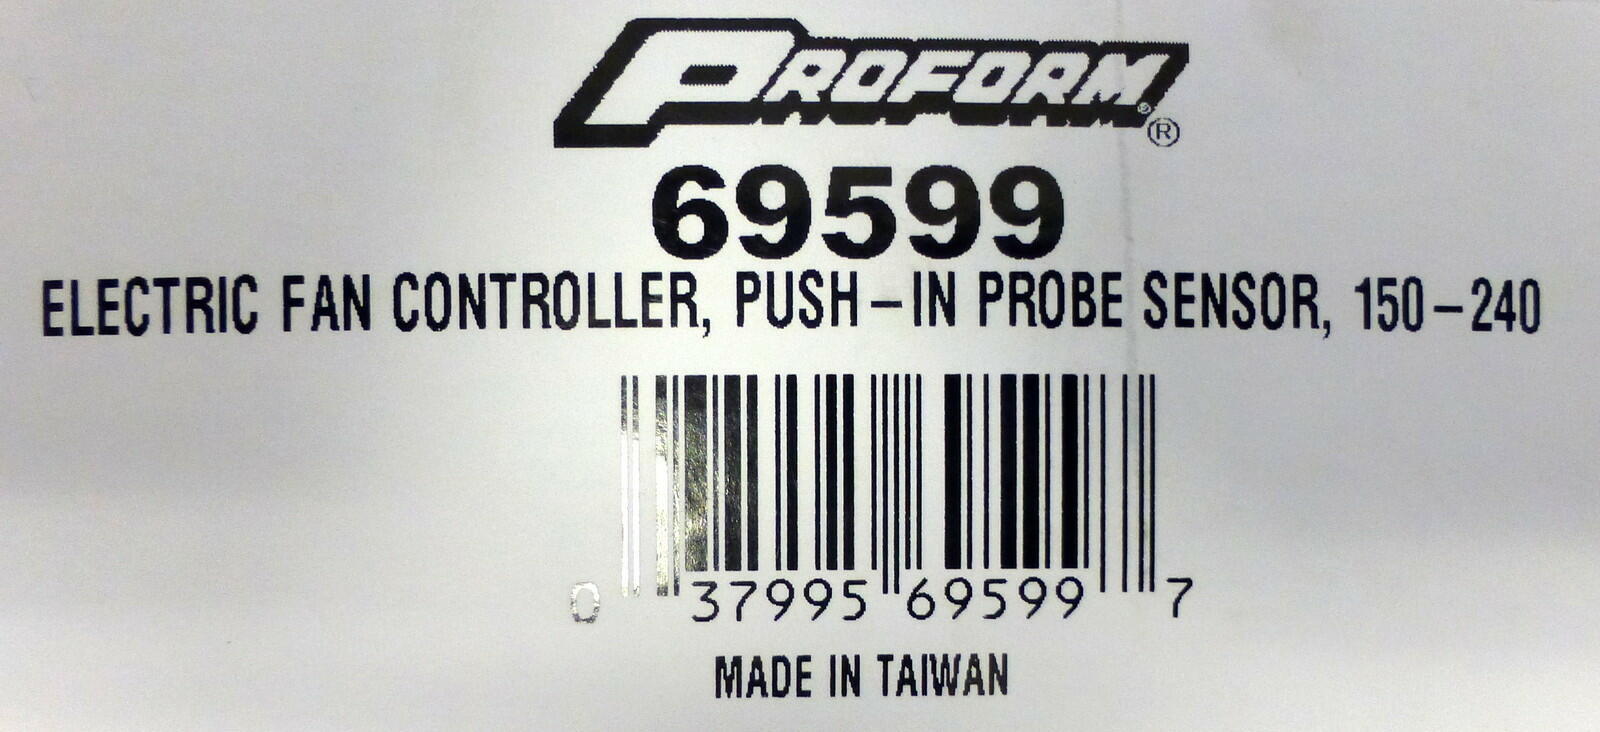 PROFORM®
69599
ELECTRIC FAN CONTROLLER, PUSH-IN PROBE SENSOR, 150-240
0 37995 69599 7
MADE IN TAIWAN